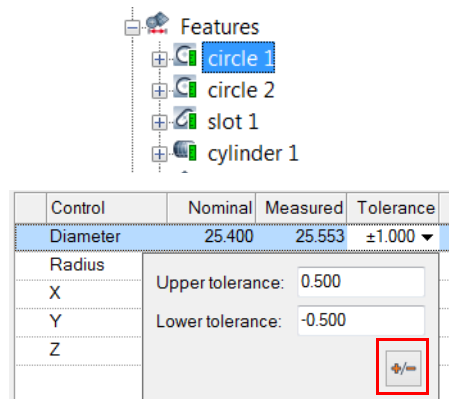 Features
circle 1
circle 2
slot 1
cylinder 1
Control Nominal Measured Tolerance
Diameter 25.400 25.553 ±1.000
Radius
X
Y
Z
Upper tolerance: 0.500
Lower tolerance: -0.500
+/-